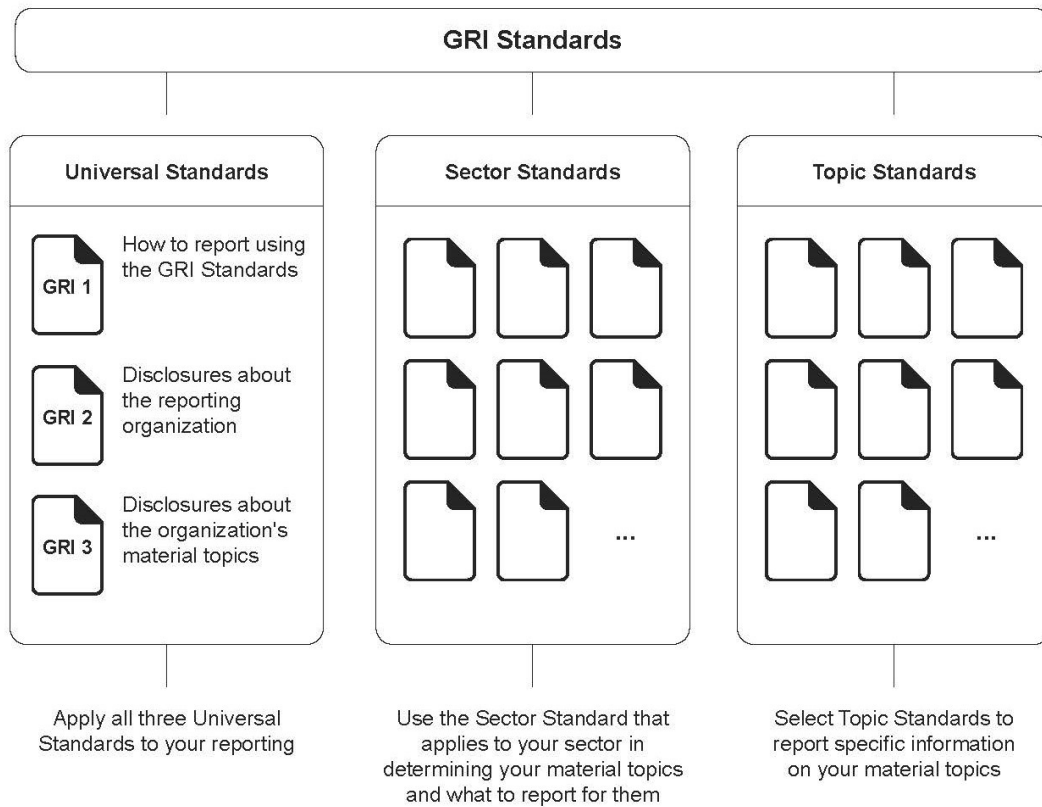 GRI Standards
Universal Standards
GRI 1
How to report using
the GRI Standards
GRI 2
Disclosures about
the reporting
organization
GRI 3
Disclosures about
the organization's
material topics
Apply all three Universal
Standards to your reporting
Sector Standards
...
Use the Sector Standard that
applies to your sector in
determining your material topics
and what to report for them
Topic Standards
...
Select Topic Standards to
report specific information
on your material topics